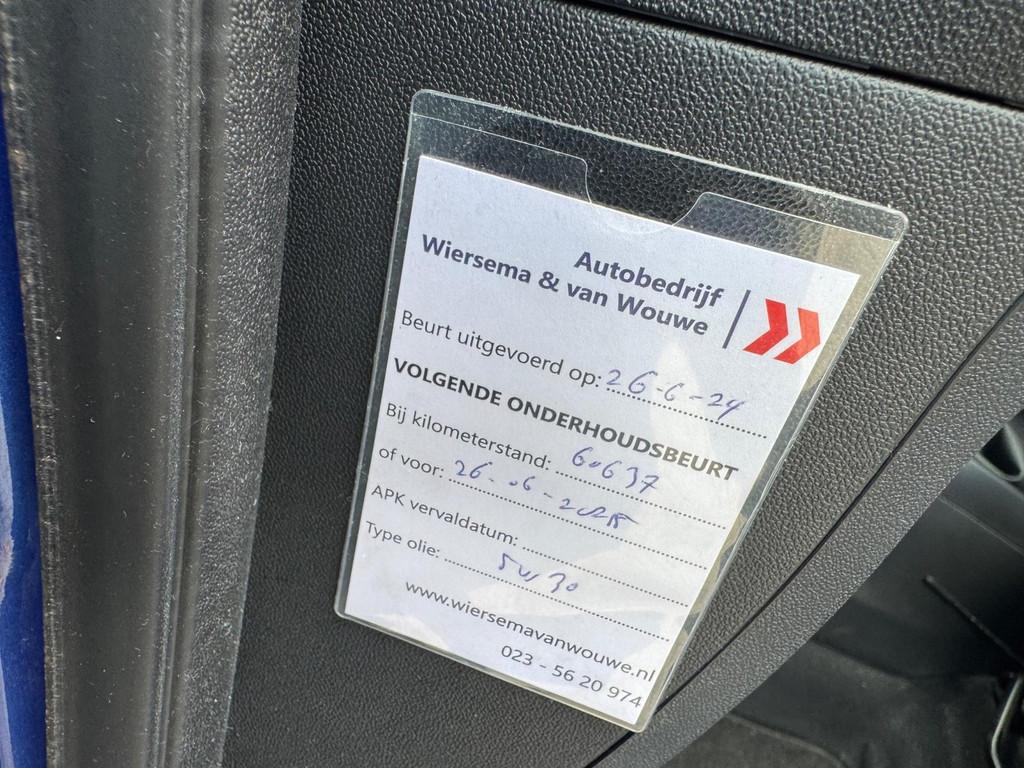 Autobedrijf
Wiersema & van Wouwe
Beurt uitgevoerd op: 26-6-24
VOLGENDE ONDERHOUDSBEURT
Bij kilometerstand: 60637
of voor: 26-06-2025
APK vervaldatum:
Type olie: 5w30
www.wiersemavanwouwe.nl
023 - 56 20 974